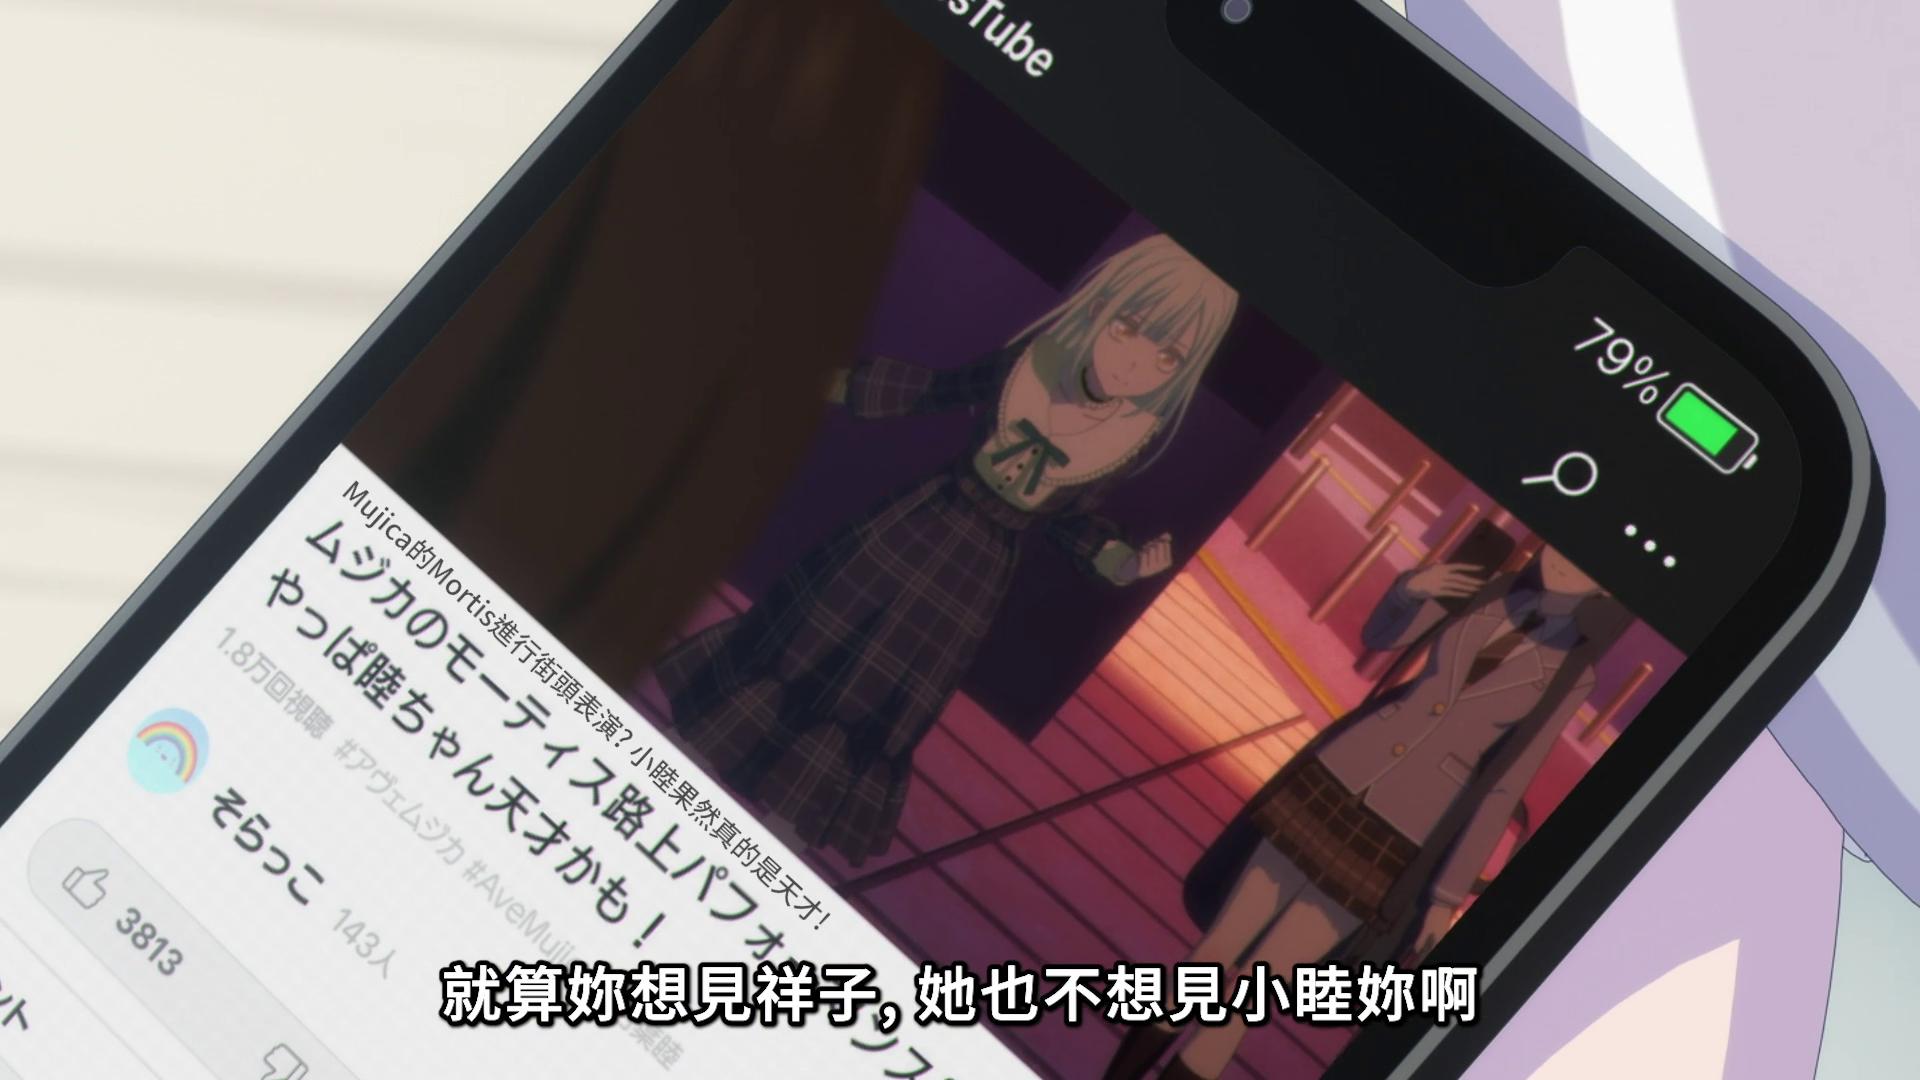 sTube
79%
Mujica的Mortis進行街頭表演? 小睦果然真的是天才!
ムジカのモーティス路上パフォーマンス
やっぱ睦ちゃん天才かも！
1.8万回視聴 #アヴェムジカ #AveMujica
葉睦
そらっこ 143人
3813
ント
就算妳想見祥子, 她也不想見小睦妳啊